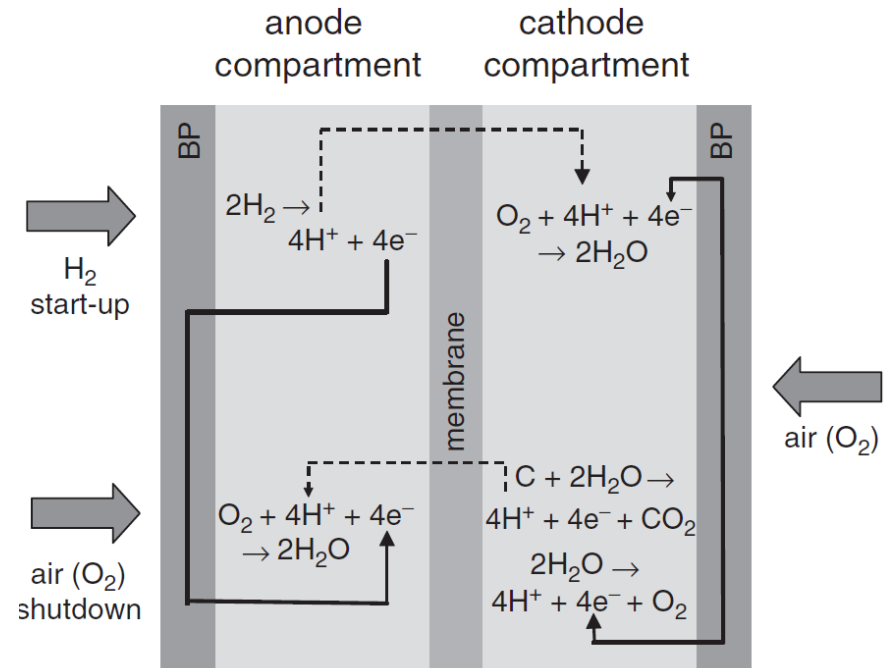 anode
compartment
cathode
compartment
BP
BP
2H₂ →
4H⁺ + 4e⁻
O₂ + 4H⁺ + 4e⁻
→ 2H₂O
H₂
start-up
membrane
air (O₂)
C + 2H₂O →
4H⁺ + 4e⁻ + CO₂
O₂ + 4H⁺ + 4e⁻
→ 2H₂O
2H₂O →
4H⁺ + 4e⁻ + O₂
air (O₂)
shutdown